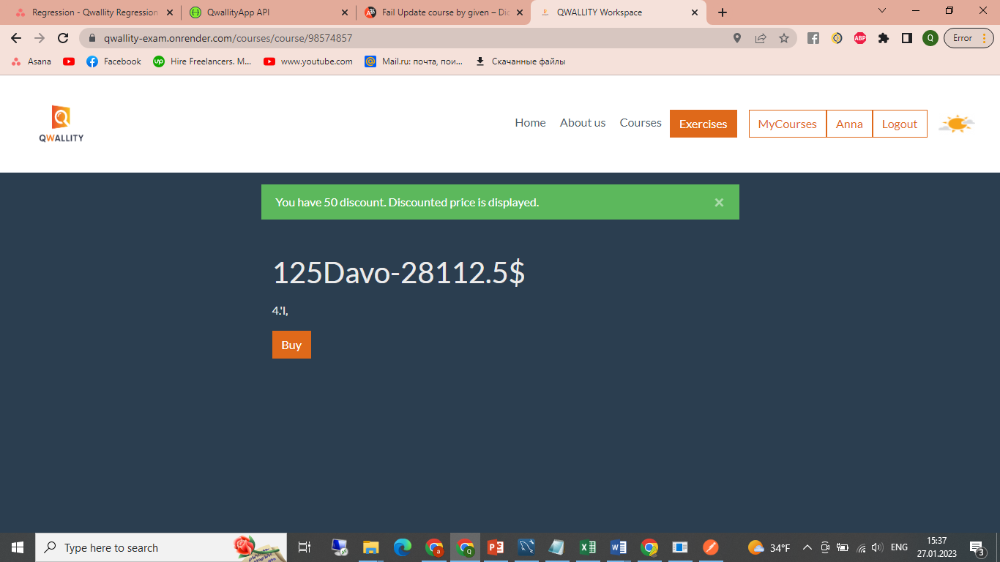 Regression - Qwallity Regression
QwallityApp API
Fail Update course by given – Dic
QWALLITY Workspace
qwallity-exam.onrender.com/courses/course/98574857
ABP
Q
Error
Asana
Facebook
up
Hire Freelancers. M...
www.youtube.com
@
Mail.ru: почта, пои...
Скачанные файлы
QWALLITY
Home
About us
Courses
Exercises
MyCourses
Anna
Logout
You have 50 discount. Discounted price is displayed.
×
125Davo-28112.5$
4.'l,
Buy
Type here to search
34°F
ENG
15:37
27.01.2023
3